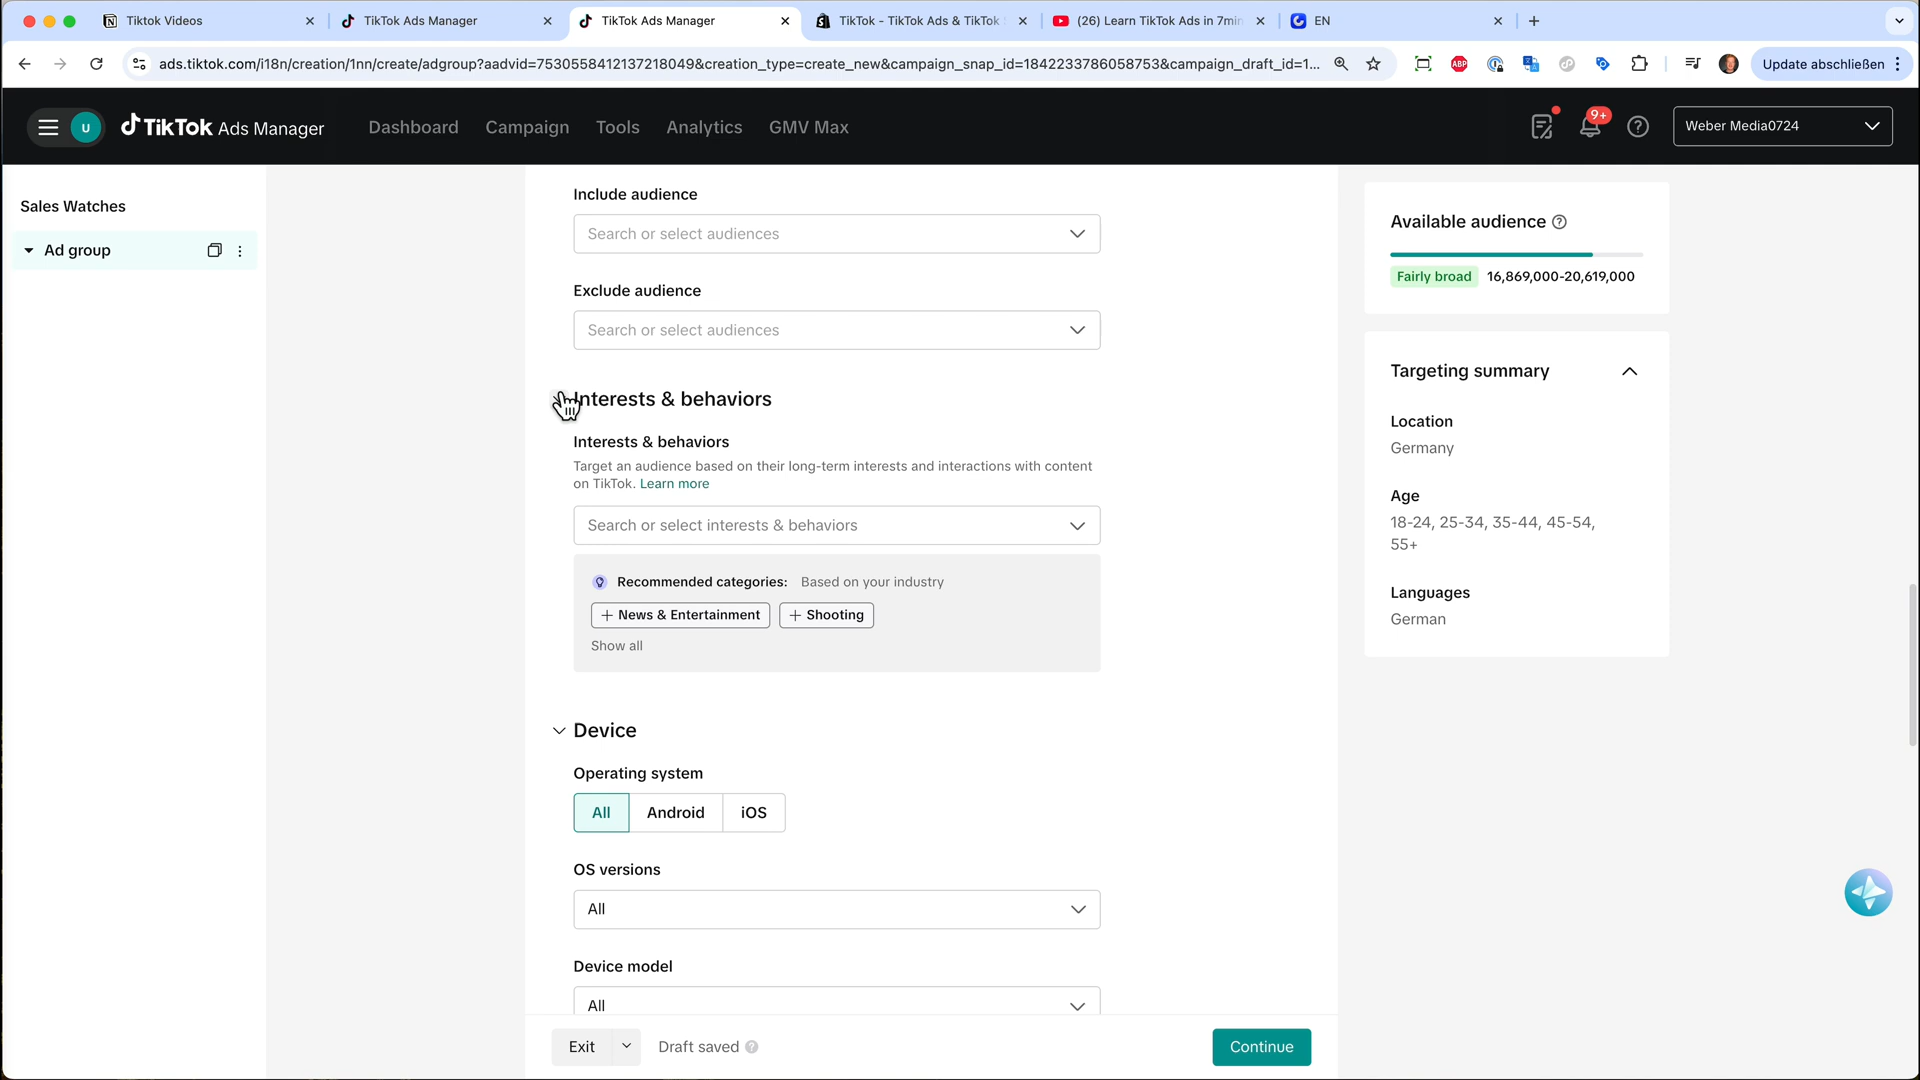 Tiktok Videos
TikTok Ads Manager
TikTok Ads Manager
TikTok - TikTok Ads & TikTok
(26) Learn TikTok Ads in 7min
EN
ads.tiktok.com/i18n/creation/1nn/create/adgroup?aadvid=7530558412137218049&creation_type=create_new&campaign_snap_id=1842233786058753&campaign_draft_id=1...
ABP
Update abschließen
U
TikTok Ads Manager
Dashboard
Campaign
Tools
Analytics
GMV Max
9+
Weber Media0724
Sales Watches
Ad group
Include audience
Search or select audiences
Exclude audience
Search or select audiences
Interests & behaviors
Interests & behaviors
Target an audience based on their long-term interests and interactions with content
on TikTok. Learn more
Search or select interests & behaviors
Recommended categories: Based on your industry
+ News & Entertainment
+ Shooting
Show all
Device
Operating system
All
Android
iOS
OS versions
All
Device model
All
Exit
Draft saved
Continue
Available audience
Fairly broad 16,869,000-20,619,000
Targeting summary
Location
Germany
Age
18-24, 25-34, 35-44, 45-54,
55+
Languages
German